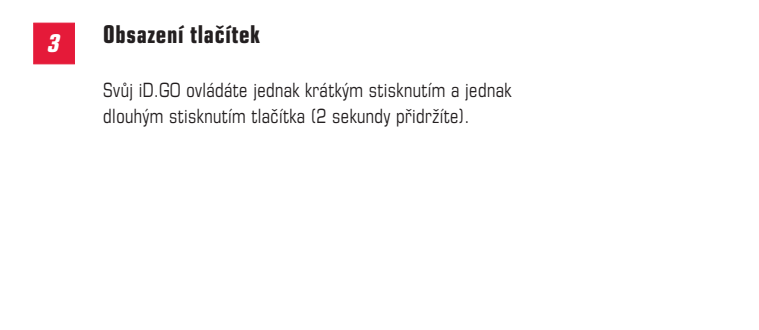 3
Obsazení tlačítek
Svůj iD.GO ovládáte jednak krátkým stisknutím a jednak
dlouhým stisknutím tlačítka (2 sekundy přidržíte).